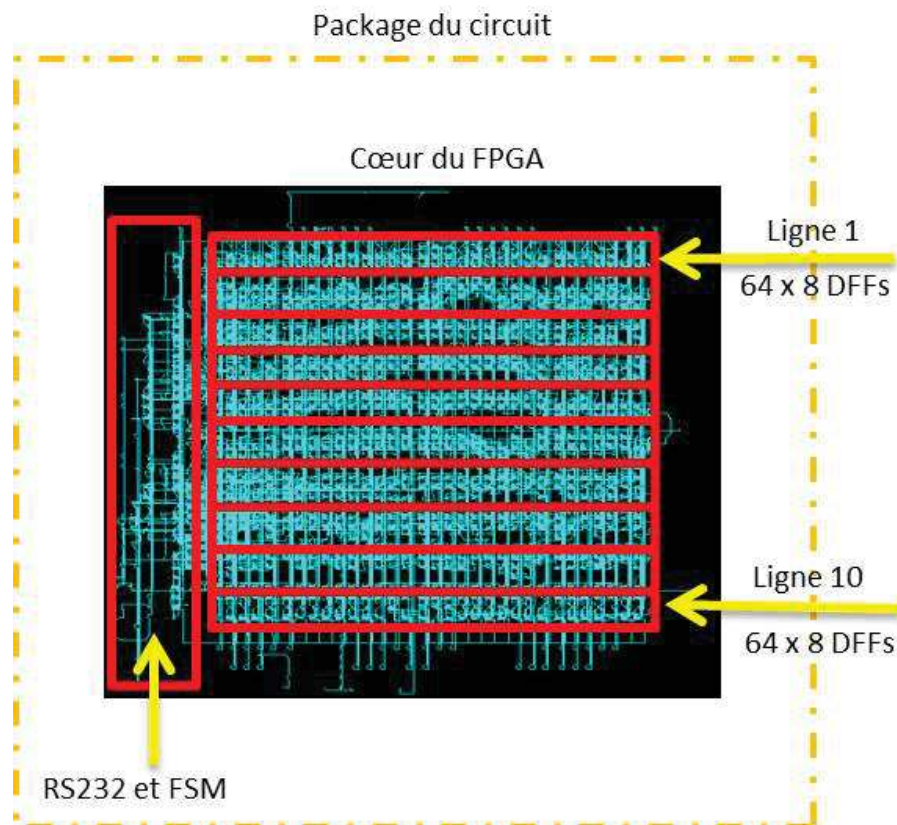 Package du circuit
Cœur du FPGA
Ligne 1
64 x 8 DFFs
Ligne 10
64 x 8 DFFs
RS232 et FSM